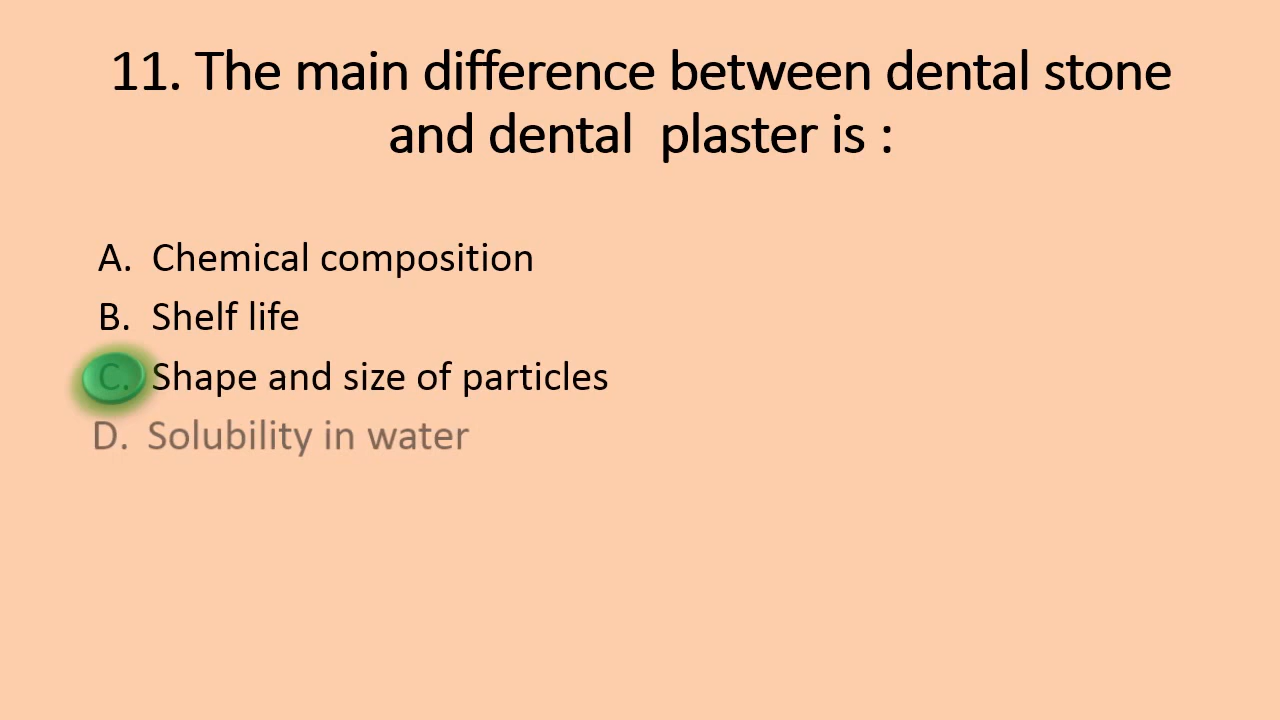 11. The main difference between dental stone
and dental plaster is :
A. Chemical composition
B. Shelf life
C. Shape and size of particles
D. Solubility in water